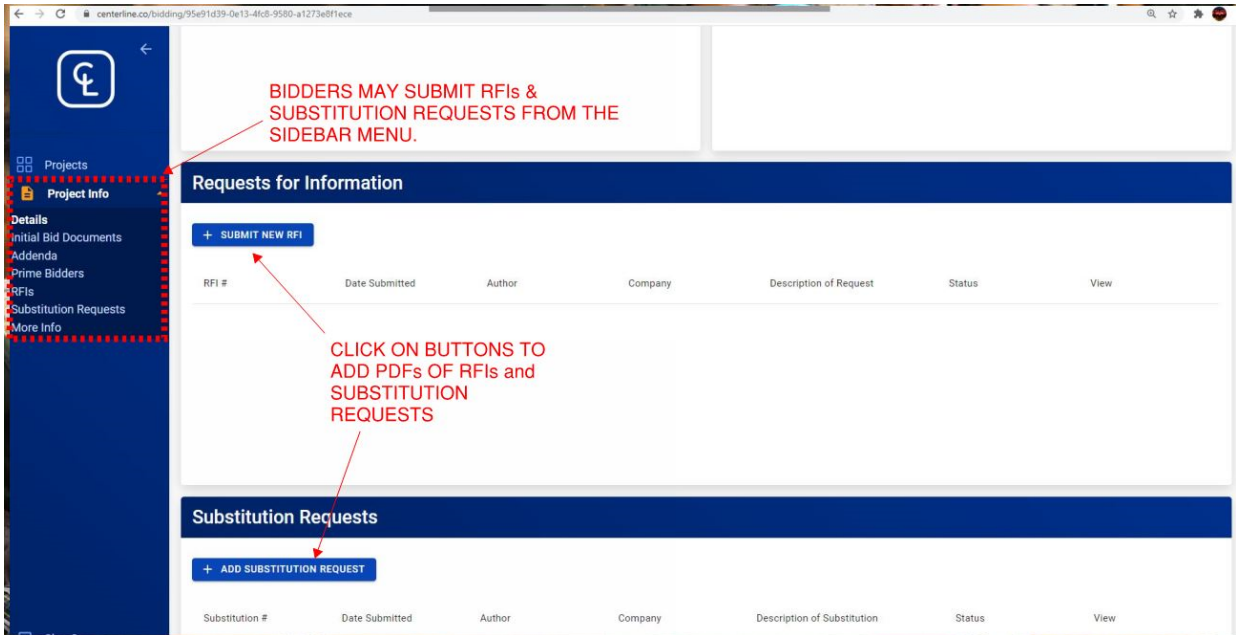 centerline.co/bidding/95e91d39-0e13-4fc8-9580-a1273e8f1ece
BIDDERS MAY SUBMIT RFIs &
SUBSTITUTION REQUESTS FROM THE
SIDEBAR MENU.
Projects
Project Info
Details
Initial Bid Documents
Addenda
Prime Bidders
RFIs
Substitution Requests
More Info
Requests for Information
+ SUBMIT NEW RFI
RFI # Date Submitted Author Company Description of Request Status View
CLICK ON BUTTONS TO
ADD PDFs OF RFIs and
SUBSTITUTION
REQUESTS
Substitution Requests
+ ADD SUBSTITUTION REQUEST
Substitution # Date Submitted Author Company Description of Substitution Status View